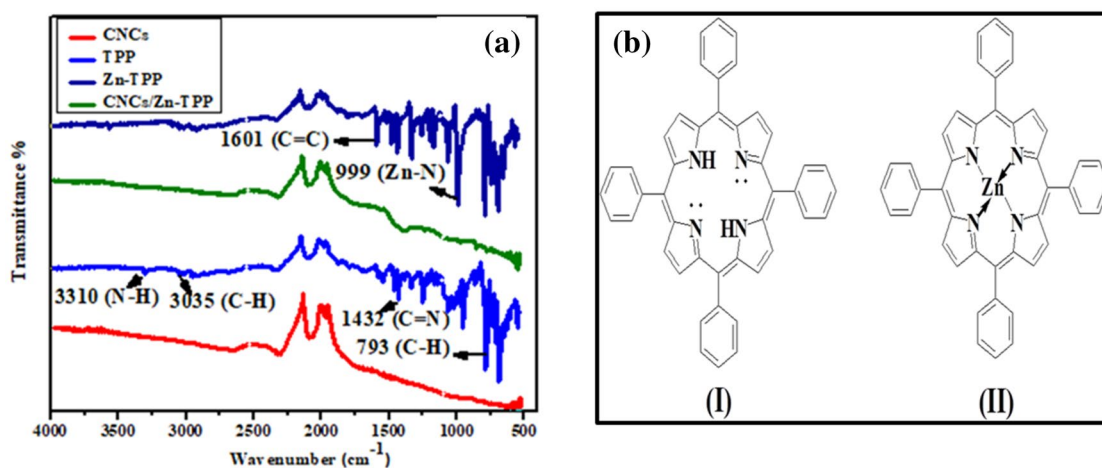 (a)
CNCs
TPP
Zn-TPP
CNCs/Zn-TPP
1601 (C=C)
999 (Zn-N)
3310 (N-H)
3035 (C-H)
1432 (C=N)
793 (C-H)
Transmittance %
4000 3500 3000 2500 2000 1500 1000 500
Wavenumber (cm-1)
(b)
NH
N
N
HN
(I)
N
N
Zn
N
N
(II)